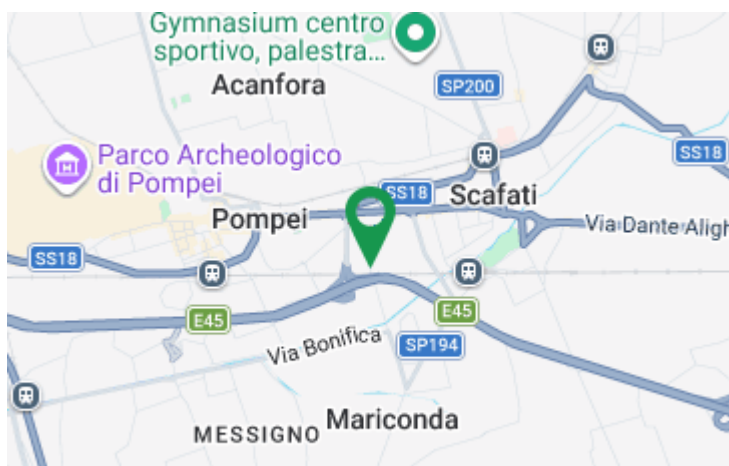 Gymnasium centro
sportivo, palestra...
Acanfora
SP200
Parco Archeologico
di Pompei
SS18
SS18
Scafati
Pompei
Via Dante Aligh
SS18
E45
E45
Via Bonifica
SP194
Mariconda
MESSIGNO